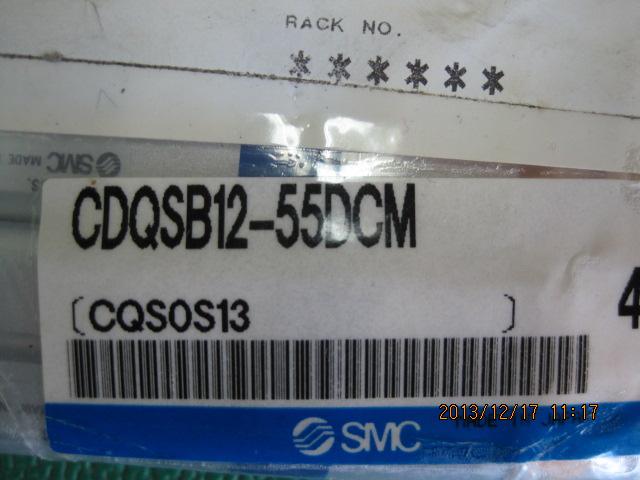 RACK NO.
******
SMC MADE
CDQSB12-55DCM
[CQSOS13]
4
2013/12/17 11:17
SMC